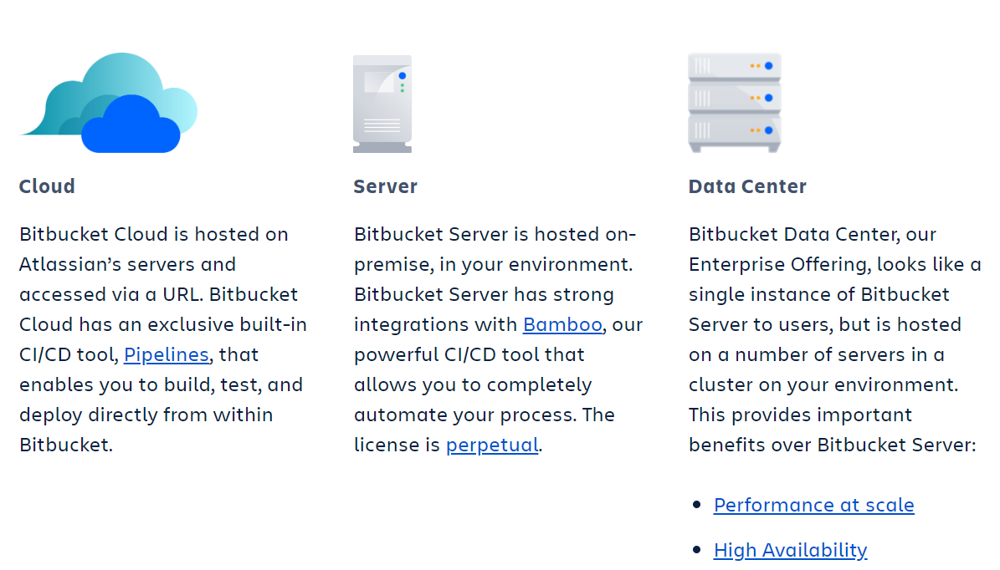 Cloud
Bitbucket Cloud is hosted on
Atlassian’s servers and
accessed via a URL. Bitbucket
Cloud has an exclusive built-in
CI/CD tool, Pipelines, that
enables you to build, test, and
deploy directly from within
Bitbucket.
Server
Bitbucket Server is hosted on-
premise, in your environment.
Bitbucket Server has strong
integrations with Bamboo, our
powerful CI/CD tool that
allows you to completely
automate your process. The
license is perpetual.
Data Center
Bitbucket Data Center, our
Enterprise Offering, looks like a
single instance of Bitbucket
Server to users, but is hosted
on a number of servers in a
cluster on your environment.
This provides important
benefits over Bitbucket Server:
• Performance at scale
• High Availability